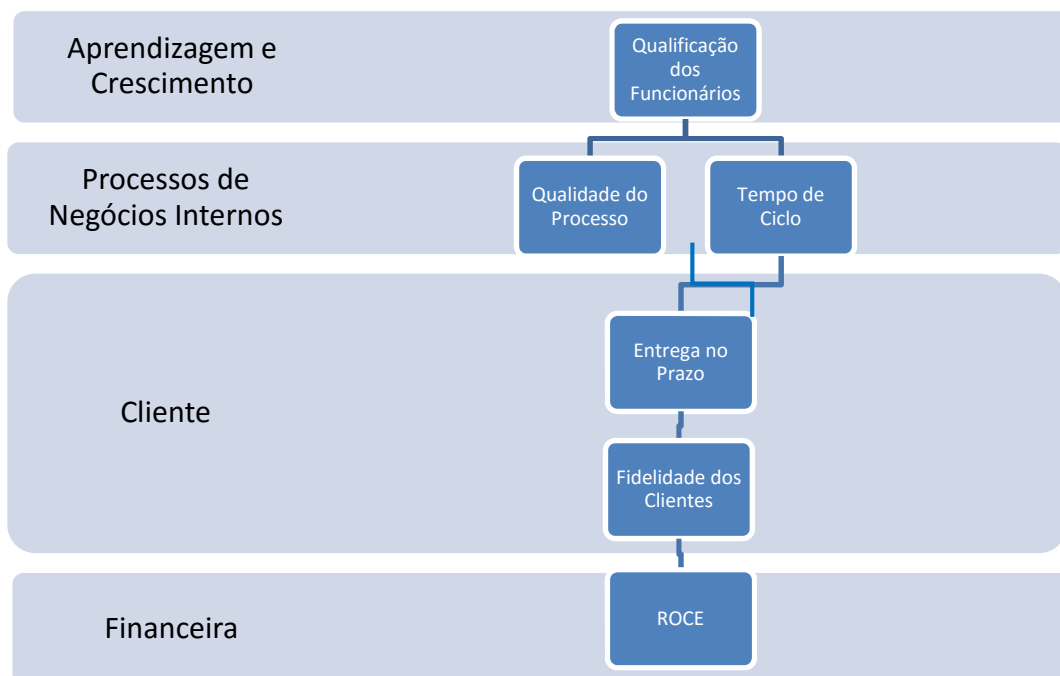 Aprendizagem e
Crescimento
Qualificação
dos
Funcionários
Processos de
Negócios Internos
Qualidade do
Processo
Tempo de
Ciclo
Cliente
Entrega no
Prazo
Fidelidade dos
Clientes
Financeira
ROCE